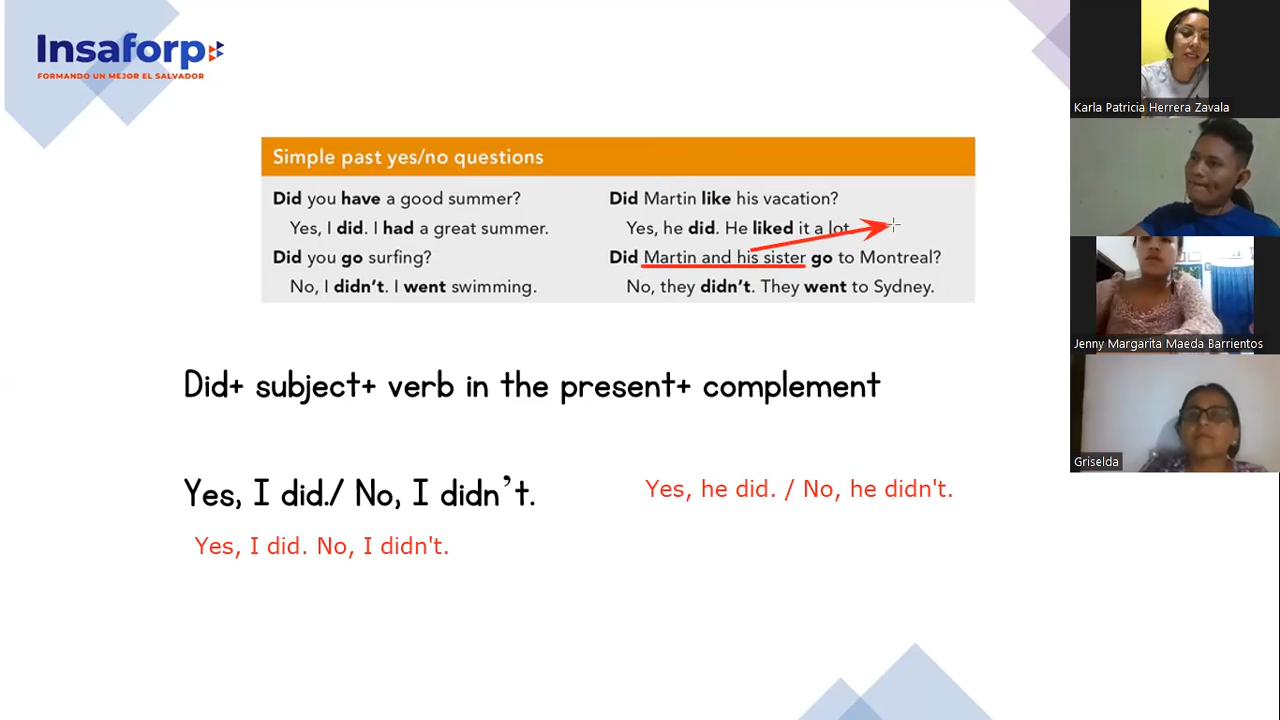 Insaforp
FORMANDO UN MEJOR EL SALVADOR
Simple past yes/no questions
Did you have a good summer?
Yes, I did. I had a great summer.
Did you go surfing?
No, I didn't. I went swimming.
Did Martin like his vacation?
Yes, he did. He liked it a lot.
Did Martin and his sister go to Montreal?
No, they didn't. They went to Sydney.
Did+ subject+ verb in the present+ complement
Yes, I did./ No, I didn't.
Yes, he did. / No, he didn't.
Yes, I did. No, I didn't.
Karla Patricia Herrera Zavala
Jenny Margarita Maeda Barrientos
Griselda